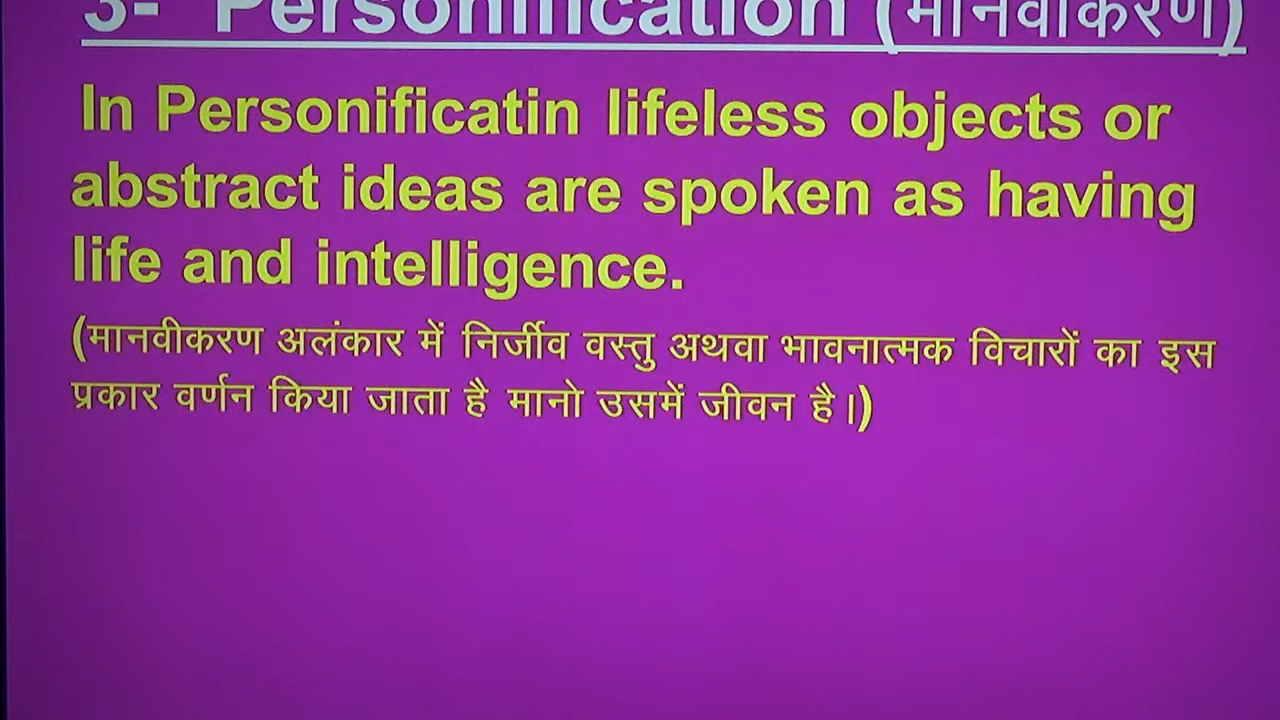 3- Personification (मानवीकरण)
In Personificatin lifeless objects or
abstract ideas are spoken as having
life and intelligence.
(मानवीकरण अलंकार में निर्जीव वस्तु अथवा भावनात्मक विचारों का इस
प्रकार वर्णन किया जाता है मानो उसमें जीवन है।)